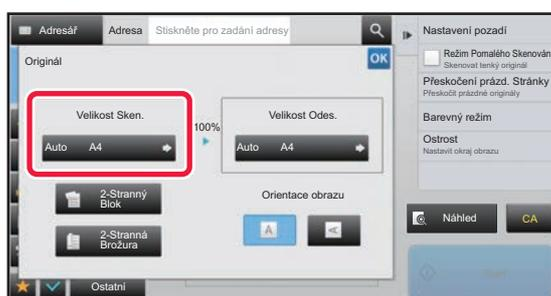 Adresář
Adresa
Stiskněte pro zadání adresy
Originál
OK
Velikost Sken.
Auto A4
100%
Velikost Odes.
Auto A4
2-Stranný
Blok
2-Stranná
Brožura
Orientace obrazu
A
A
Ostatní
Nastavení pozadí
Režim Pomalého Skenován
Skenovat tenký originál
Přeskočení prázd. Stránky
Přeskočit prázdné originály
Barevný režim
Ostrost
Nastavit okraj obrazu
Náhled
CA
Start